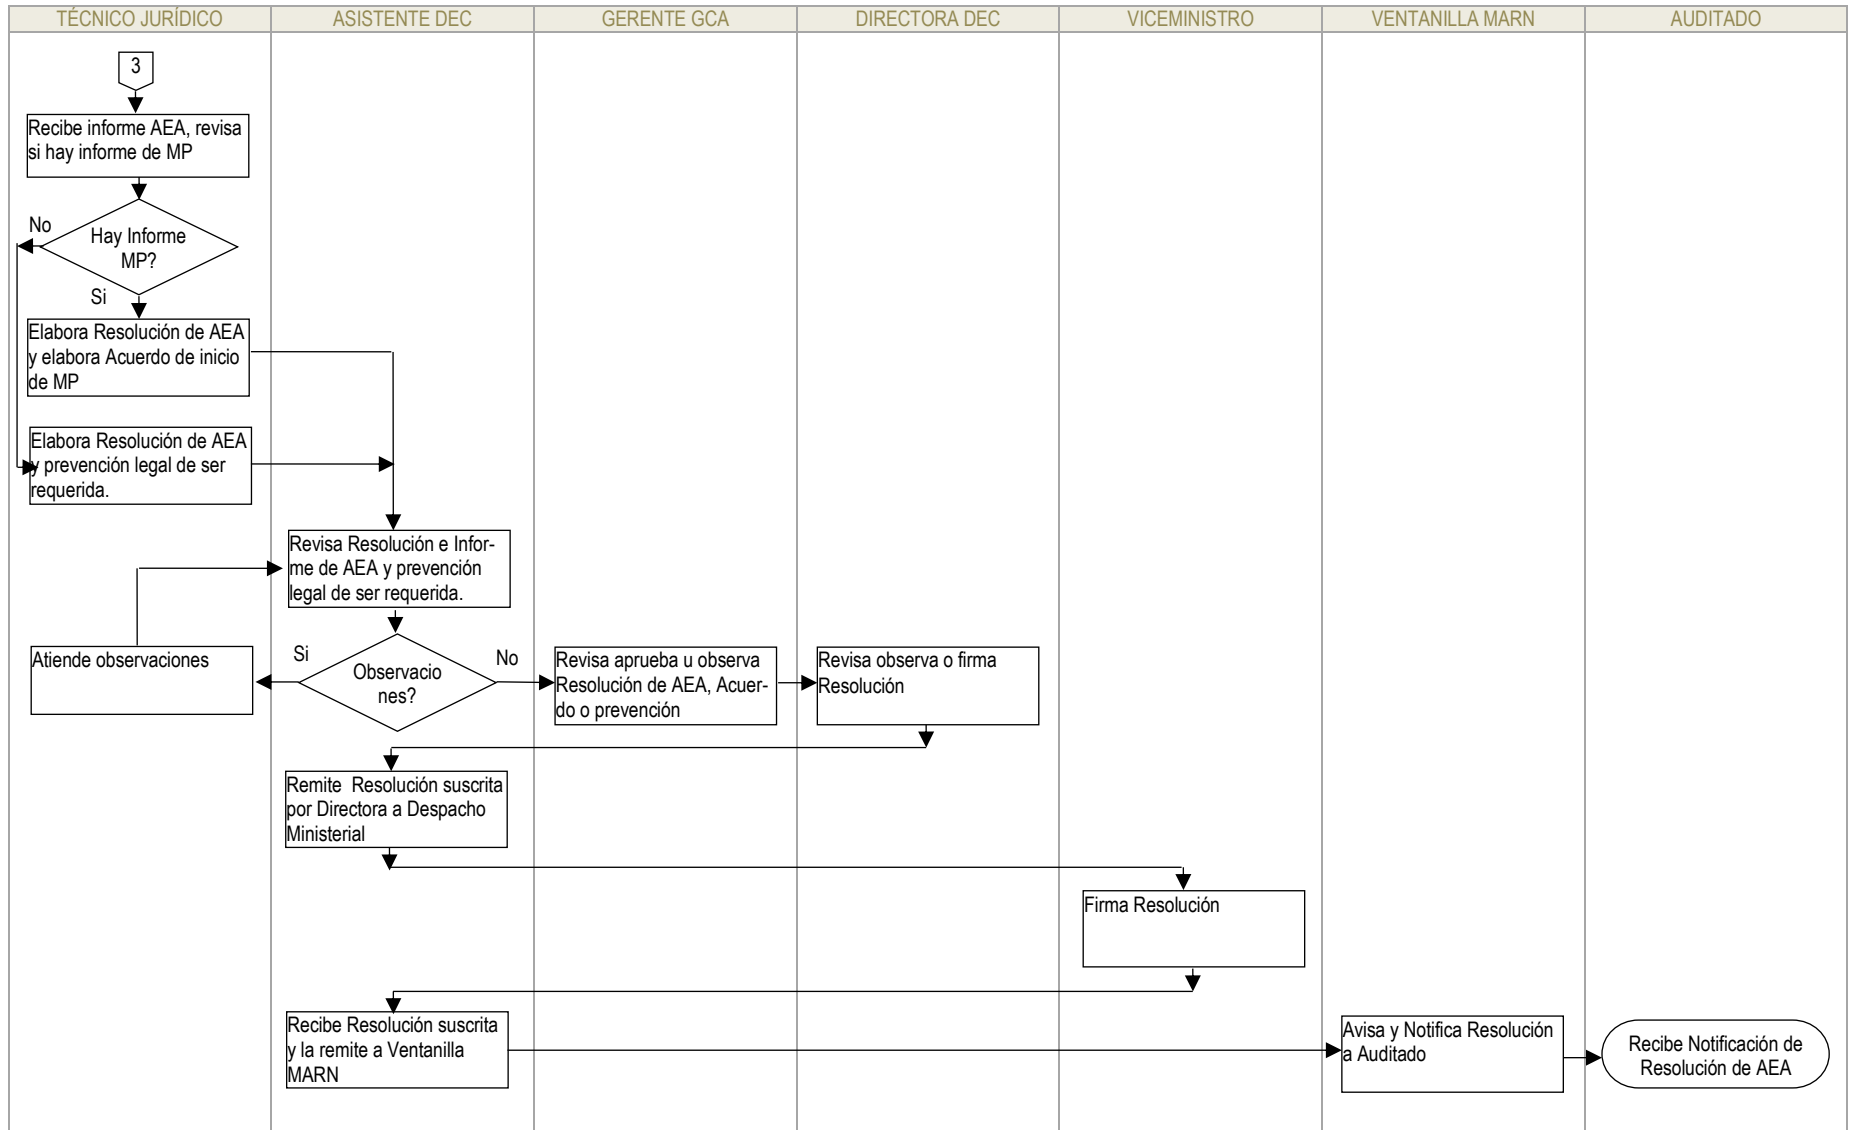 TÉCNICO JURÍDICO
ASISTENTE DEC
GERENTE GCA
DIRECTORA DEC
VICEMINISTRO
VENTANILLA MARN
AUDITADO
3
Recibe informe AEA, revisa
si hay informe de MP
No
Hay Informe
MP?
Si
Elabora Resolución de AEA
y elabora Acuerdo de inicio
de MP
Elabora Resolución de AEA
y prevención legal de ser
requerida.
Revisa Resolución e Infor-
me de AEA y prevención
legal de ser requerida.
Atiende observaciones
Si
Observacio
nes?
No
Revisa aprueba u observa
Resolución de AEA, Acuer-
do o prevención
Revisa observa o firma
Resolución
Remite  Resolución suscrita
por Directora a Despacho
Ministerial
Firma Resolución
Recibe Resolución suscrita
y la remite a Ventanilla
MARN
Avisa y Notifica Resolución
a Auditado
Recibe Notificación de
Resolución de AEA